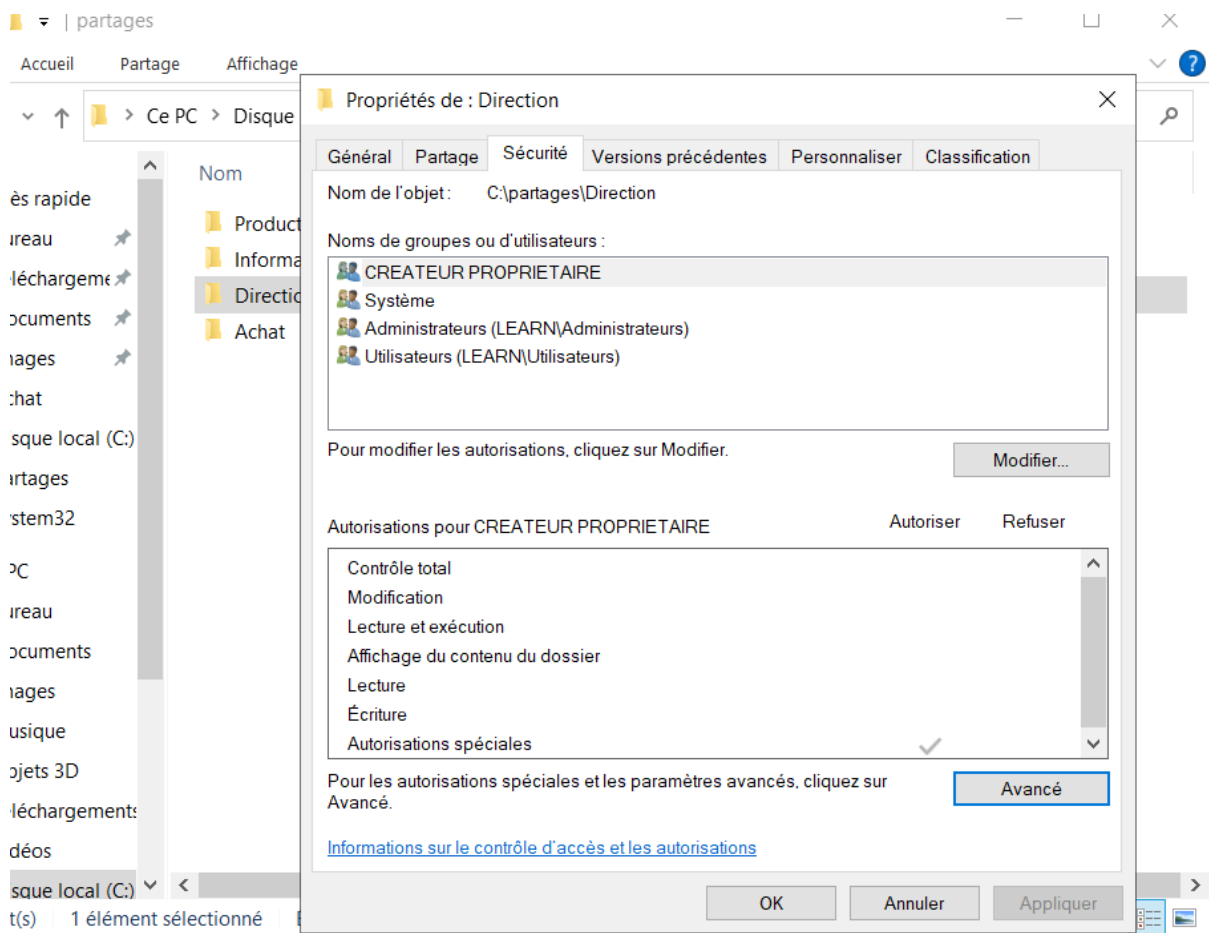 partages
Accueil Partage Affichage
Ce PC > Disque
Nom
ès rapide
ureau
léchargeme
ocuments
nages
chat
sque local (C:)
artages
stem32
PC
ureau
ocuments
nages
usique
ojets 3D
léchargements
déos
sque local (C:)
Product
Informa
Directio
Achat
t(s) 1 élément sélectionné
Propriétés de : Direction
Général Partage Sécurité Versions précédentes Personnaliser Classification
Nom de l'objet : C:\partages\Direction
Noms de groupes ou d'utilisateurs :
CREATEUR PROPRIETAIRE
Système
Administrateurs (LEARN\Administrateurs)
Utilisateurs (LEARN\Utilisateurs)
Pour modifier les autorisations, cliquez sur Modifier.
Modifier...
Autorisations pour CREATEUR PROPRIETAIRE Autoriser Refuser
Contrôle total
Modification
Lecture et exécution
Affichage du contenu du dossier
Lecture
Écriture
Autorisations spéciales
Pour les autorisations spéciales et les paramètres avancés, cliquez sur
Avancé.
Avancé
Informations sur le contrôle d'accès et les autorisations
OK Annuler Appliquer